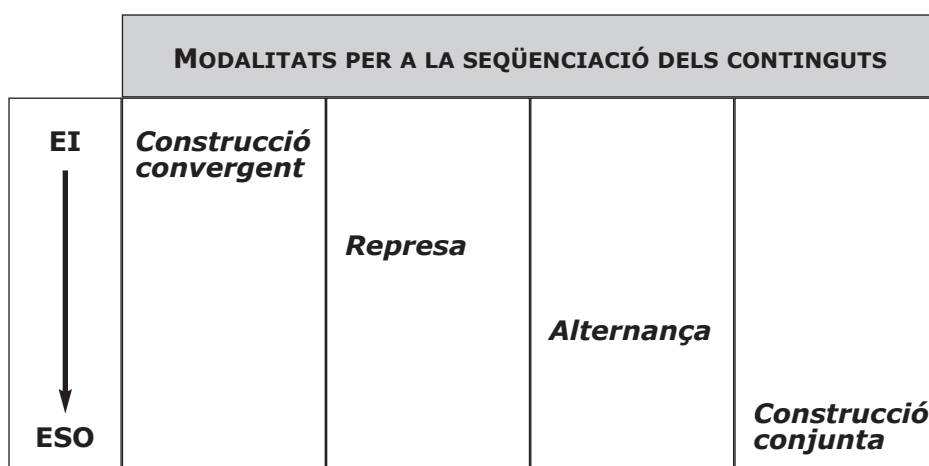 MODALITATS PER A LA SEQÜENCIACIÓ DELS CONTINGUTS
EI
Construcció
convergent
Represa
Alternança
ESO
Construcció
conjunta